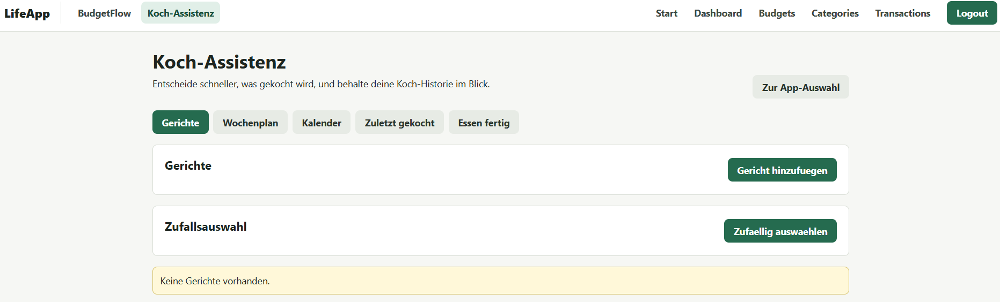 LifeApp BudgetFlow Koch-Assistenz Start Dashboard Budgets Categories Transactions Logout
Koch-Assistenz
Entscheide schneller, was gekocht wird, und behalte deine Koch-Historie im Blick.
Zur App-Auswahl
Gerichte Wochenplan Kalender Zuletzt gekocht Essen fertig
Gerichte
Gericht hinzufuegen
Zufallsauswahl
Zufaellig auswaehlen
Keine Gerichte vorhanden.